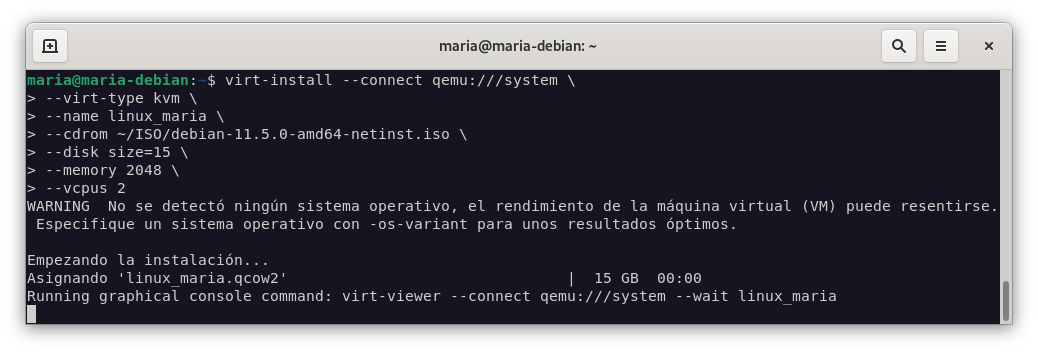 maria@maria-debian: ~
maria@maria-debian:~$ virt-install --connect qemu:///system \
> --virt-type kvm \
> --name linux_maria \
> --cdrom ~/ISO/debian-11.5.0-amd64-netinst.iso \
> --disk size=15 \
> --memory 2048 \
> --vcpus 2
WARNING  No se detectó ningún sistema operativo, el rendimiento de la máquina virtual (VM) puede resentirse.
 Especifique un sistema operativo con -os-variant para unos resultados óptimos.
Empezando la instalación...
Asignando 'linux_maria.qcow2'                               |  15 GB  00:00
Running graphical console command: virt-viewer --connect qemu:///system --wait linux_maria